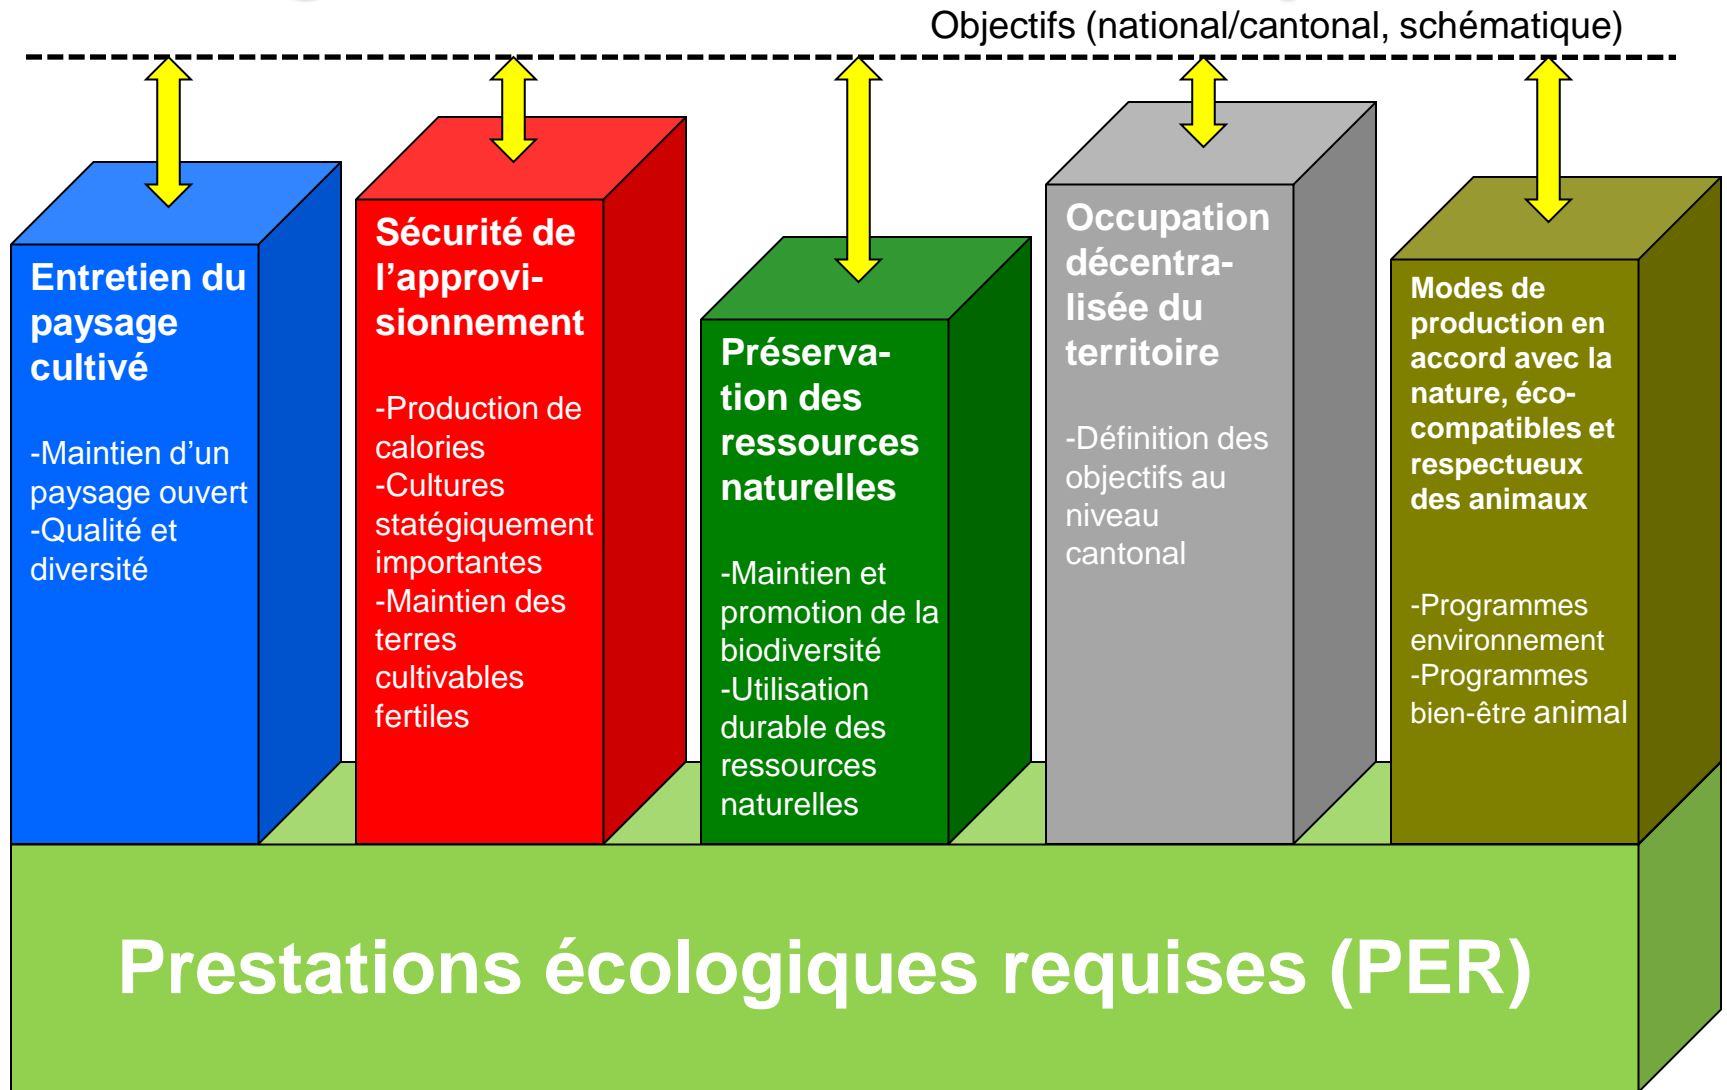 Objectifs (national/cantonal, schématique)
Entretien du
paysage
cultivé
-Maintien d’un
paysage ouvert
-Qualité et
diversité
Sécurité de
l’approvi-
sionnement
-Production de
calories
-Cultures
statégiquement
importantes
-Maintien des
terres
cultivables
fertiles
Préserva-
tion des
ressources
naturelles
-Maintien et
promotion de la
biodiversité
-Utilisation
durable des
ressources
naturelles
Occupation
décentra-
lisée du
territoire
-Définition des
objectifs au
niveau
cantonal
Modes de
production en
accord avec la
nature, éco-
compatibles et
respectueux
des animaux
-Programmes
environnement
-Programmes
bien-être animal
Prestations écologiques requises (PER)